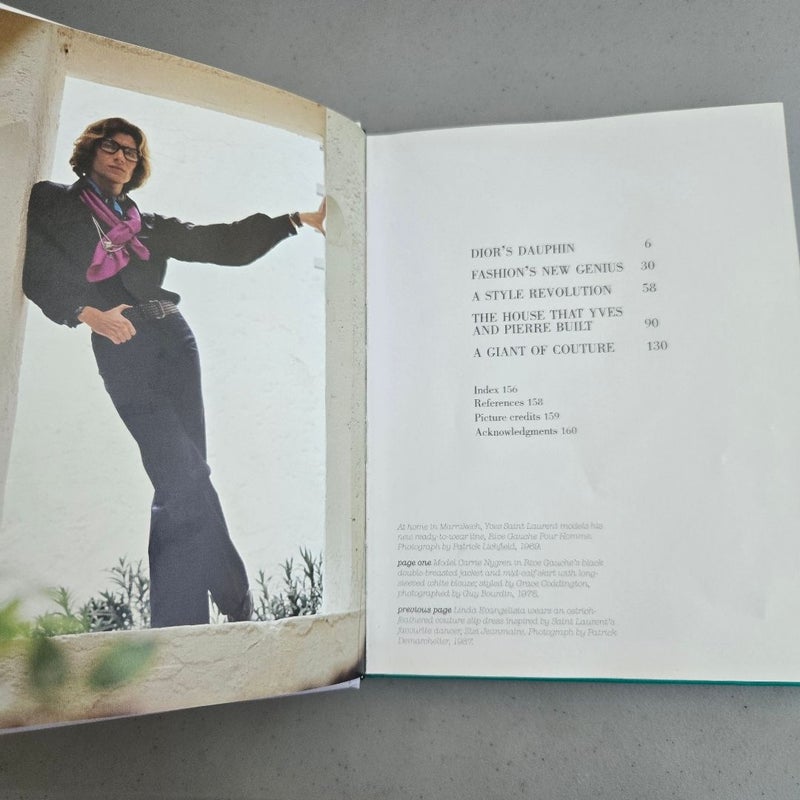 DIOR'S DAUPHIN 6
FASHION'S NEW GENIUS 30
A STYLE REVOLUTION 58
THE HOUSE THAT YVES
AND PIERRE BUILT 90
A GIANT OF COUTURE 130
Index 156
References 158
Picture credits 159
Acknowledgments 160
At home in Marrakech, Yves Saint Laurent models his
new ready-to-wear line, Rive Gauche Pour Homme.
Photograph by Patrick Lichfield, 1969.
page one Model Carrie Nygren in Rive Gauche's black
double-breasted jacket and mid-calf skirt with long-
sleeved white blouse; styled by Grace Coddington,
photographed by Guy Bourdin, 1975.
previous page Linda Evangelista wears an ostrich-
feathered couture slip dress inspired by Saint Laurent's
favourite dancer, Zizi Jeanmaire. Photograph by Patrick
Demarchelier, 1987.